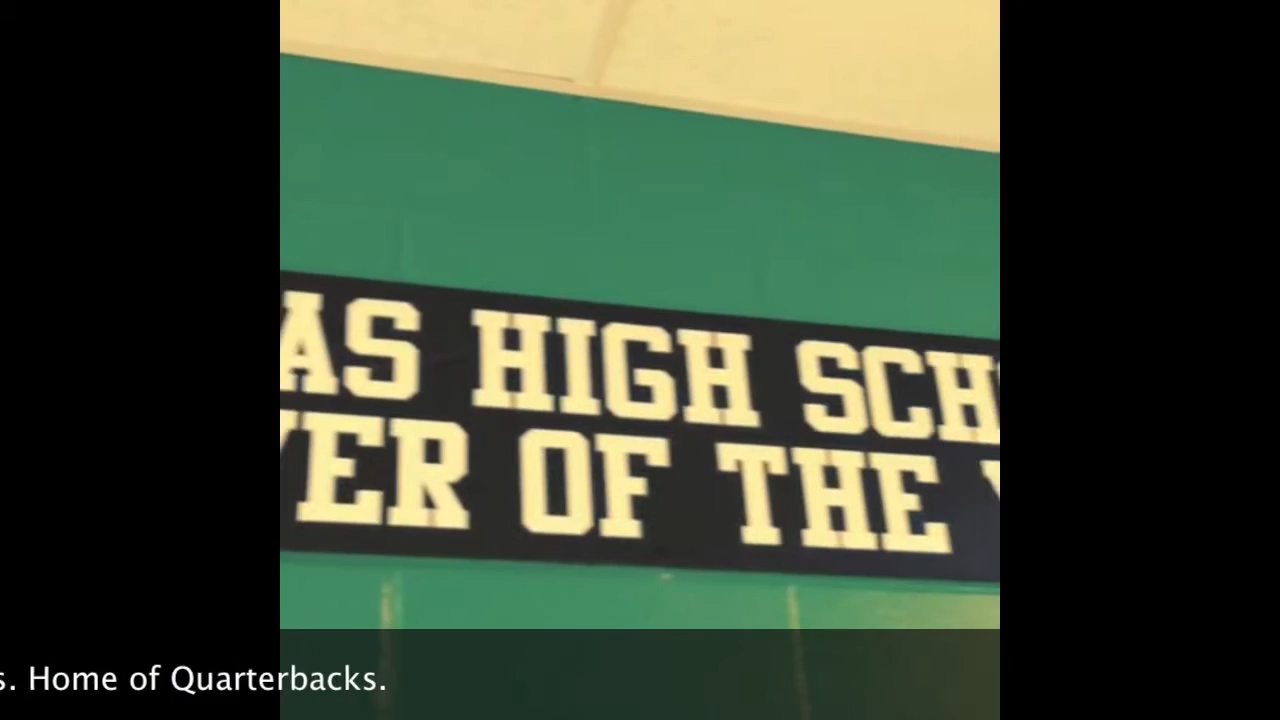 AS HIGH SCH
ER OF THE
s. Home of Quarterbacks.